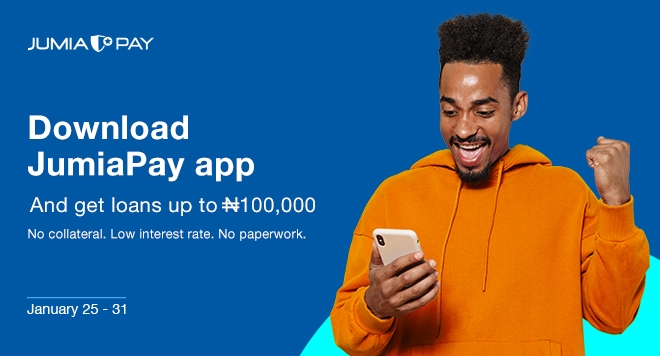 JUMIA PAY
Download
JumiaPay app
And get loans up to ₦100,000
No collateral. Low interest rate. No paperwork.
January 25 - 31